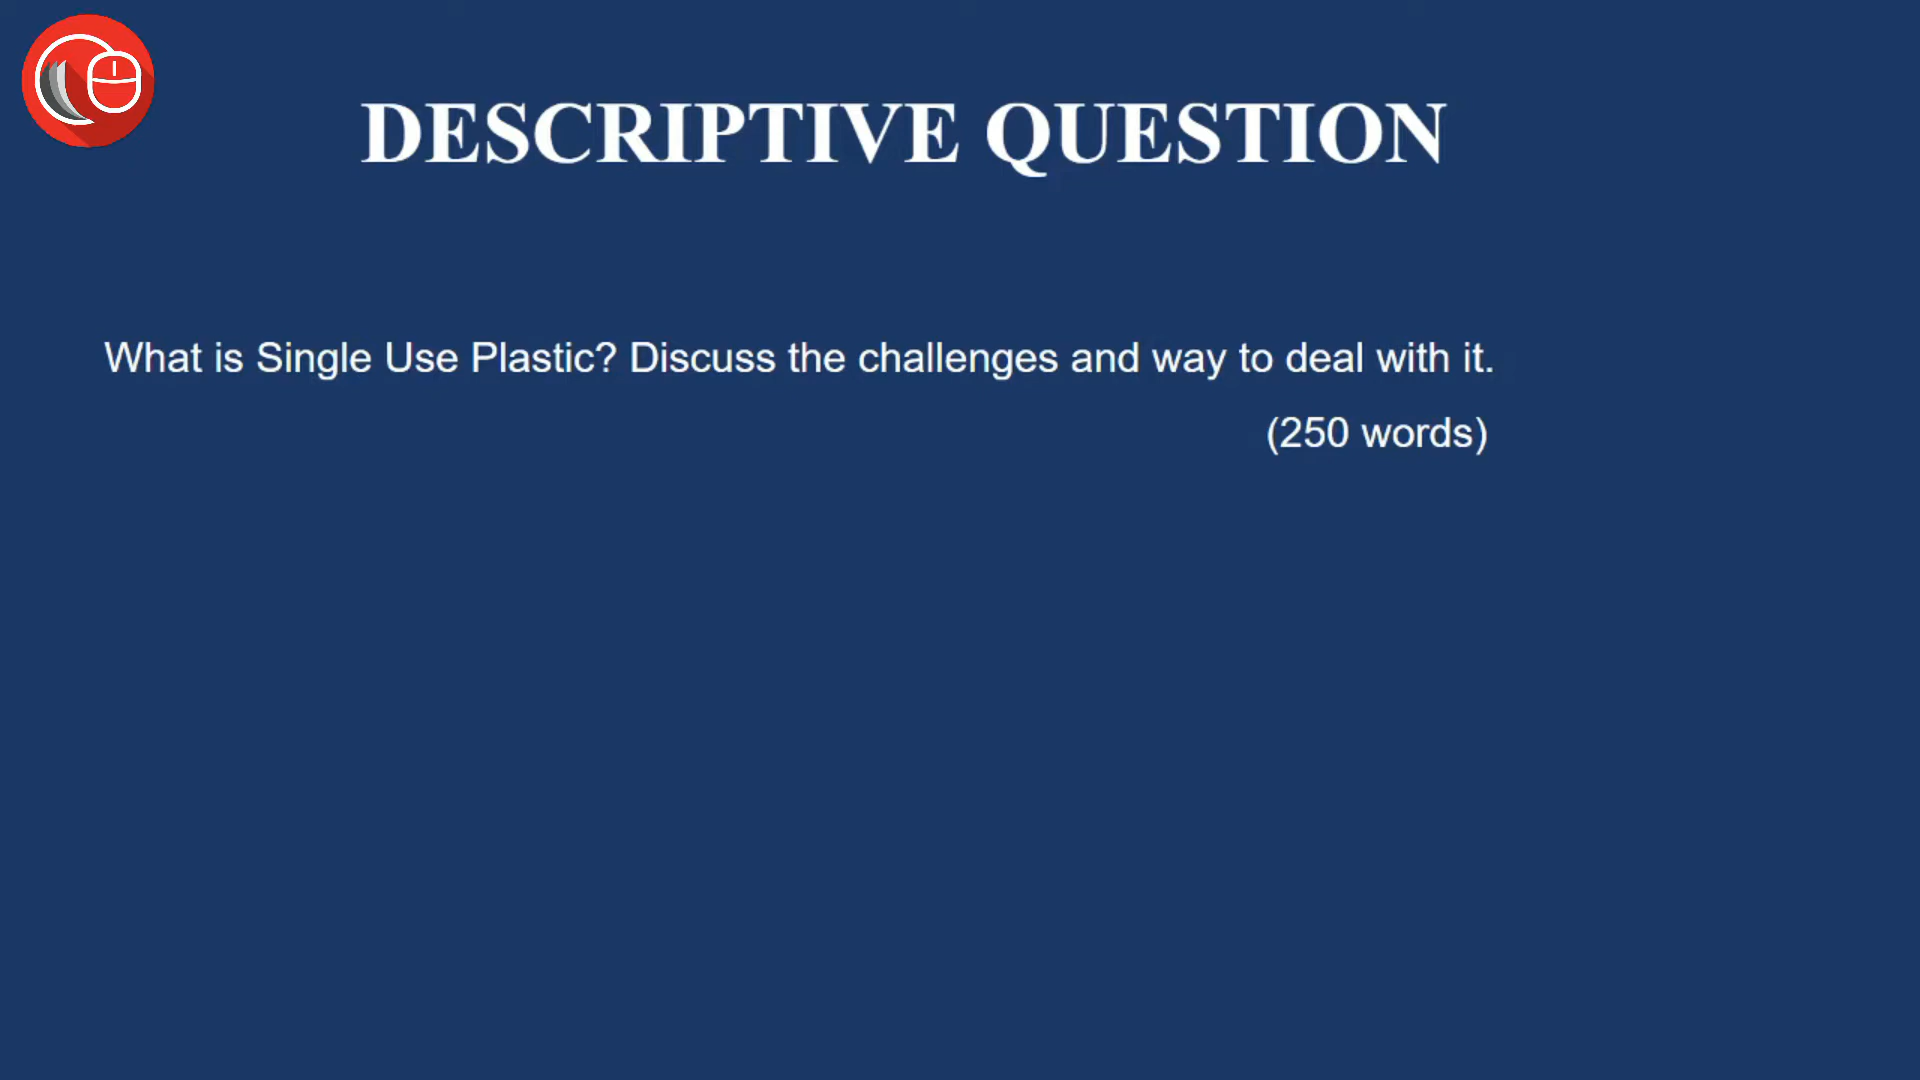 DESCRIPTIVE QUESTION
What is Single Use Plastic? Discuss the challenges and way to deal with it.
(250 words)